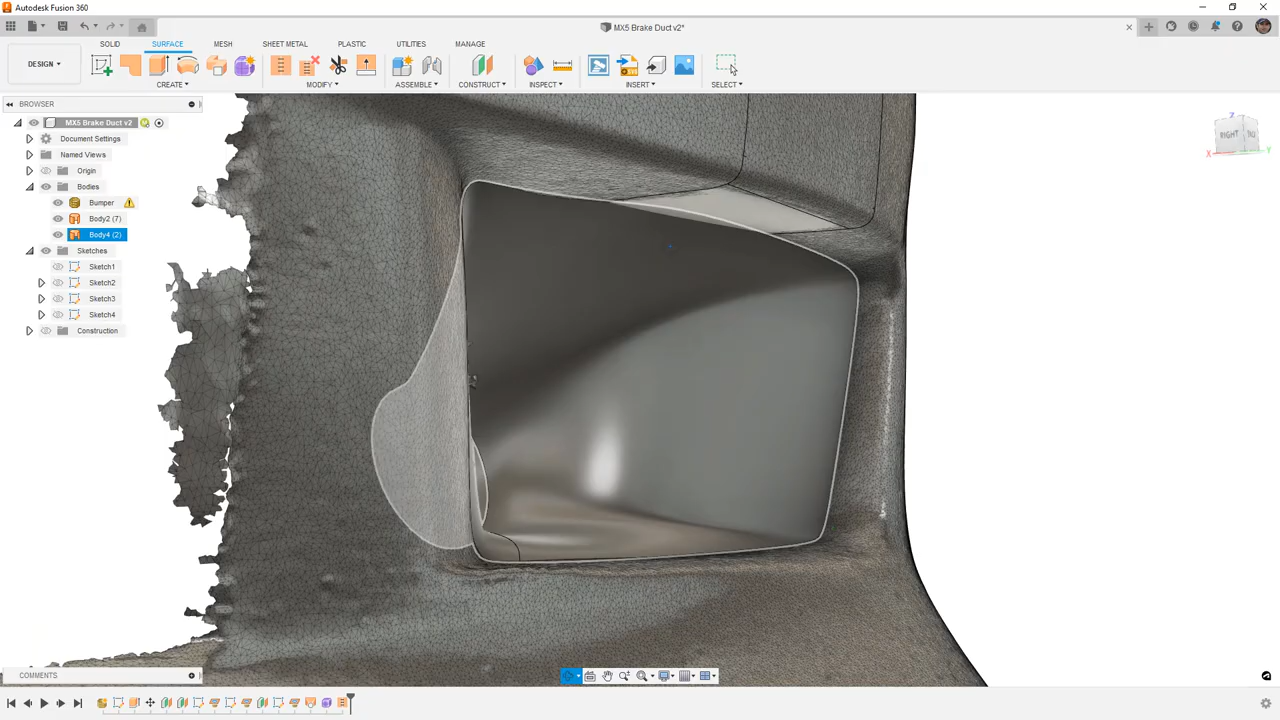 Autodesk Fusion 360
MX5 Brake Duct v2*
DESIGN
SOLID SURFACE MESH SHEET METAL PLASTIC UTILITIES MANAGE
CREATE MODIFY ASSEMBLE CONSTRUCT INSPECT INSERT SELECT
BROWSER
MX5 Brake Duct v2
Document Settings
Named Views
Origin
Bodies
Bumper
Body2 (7)
Body4 (2)
Sketches
Sketch1
Sketch2
Sketch3
Sketch4
Construction
Z
RIGHT
X
Y
COMMENTS